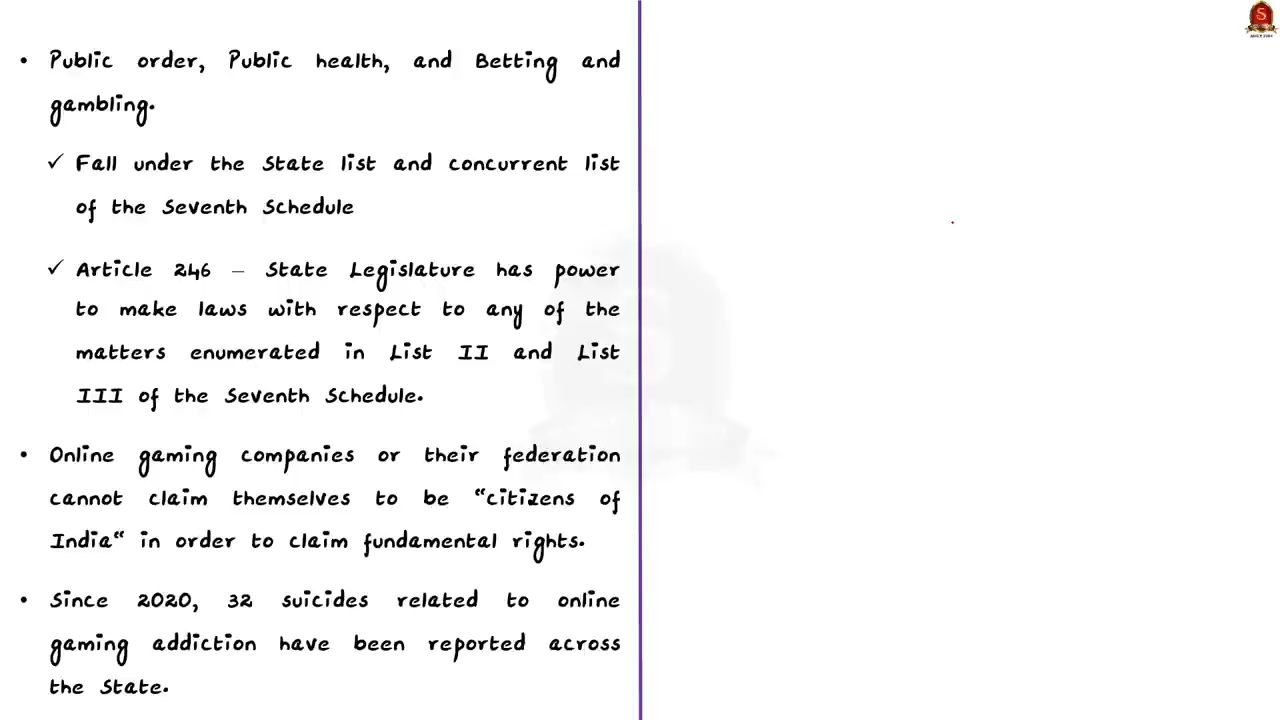 • Public order, Public health, and Betting and
gambling.
✓ Fall under the State list and concurrent list
of the Seventh Schedule
✓ Article 246 – State Legislature has power
to make laws with respect to any of the
matters enumerated in List II and List
III of the Seventh Schedule.
• Online gaming companies or their federation
cannot claim themselves to be “citizens of
India“ in order to claim fundamental rights.
• Since 2020, 32 suicides related to online
gaming addiction have been reported across
the State.
S